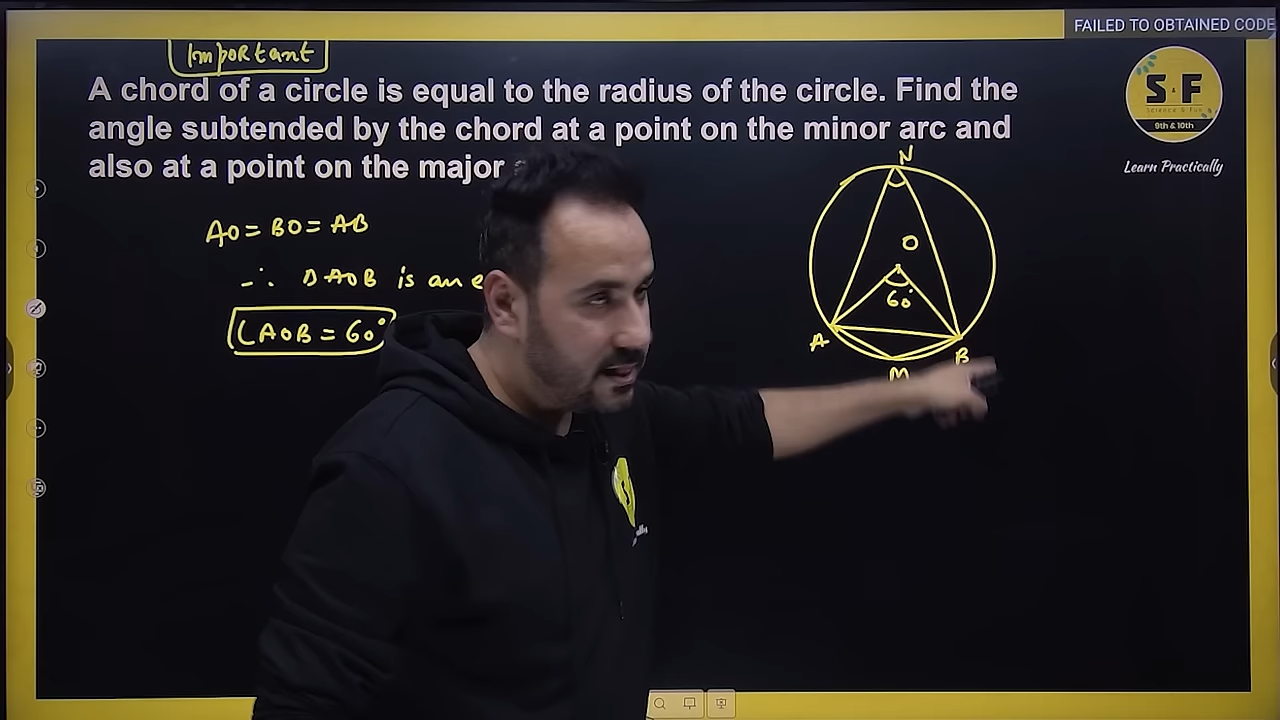 FAILED TO OBTAINED CODE
Important
A chord of a circle is equal to the radius of the circle. Find the
angle subtended by the chord at a point on the minor arc and
also at a point on the major
S&F
Science & Fun
9th & 10th
Learn Practically
AO = BO = AB
∴ ΔAOB is an
∠AOB = 60°
N
O
60°
A
B
M